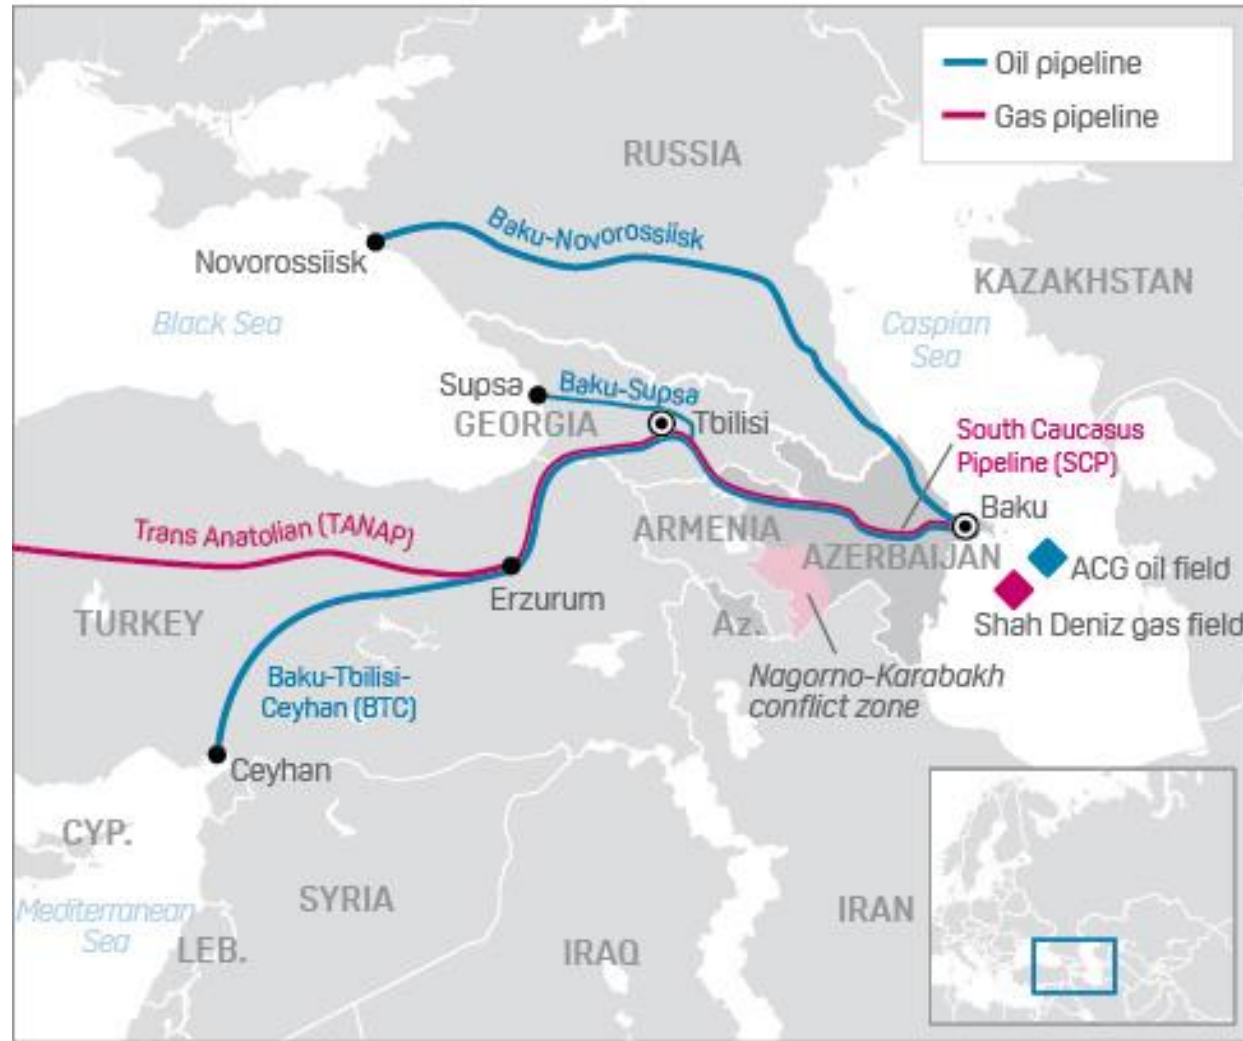 Oil pipeline
Gas pipeline
RUSSIA
Baku-Novorossiisk
Novorossiisk
KAZAKHSTAN
Black Sea
Caspian
Sea
Supsa
Baku-Supsa
GEORGIA
Tbilisi
South Caucasus
Pipeline (SCP)
Baku
Trans Anatolian (TANAP)
ARMENIA
AZERBAIJAN
ACG oil field
Erzurum
TURKEY
Az.
Shah Deniz gas field
Baku-Tbilisi-
Ceyhan (BTC)
Nagorno-Karabakh
conflict zone
Ceyhan
CYP.
SYRIA
IRAN
Mediterranean
Sea
LEB.
IRAQ